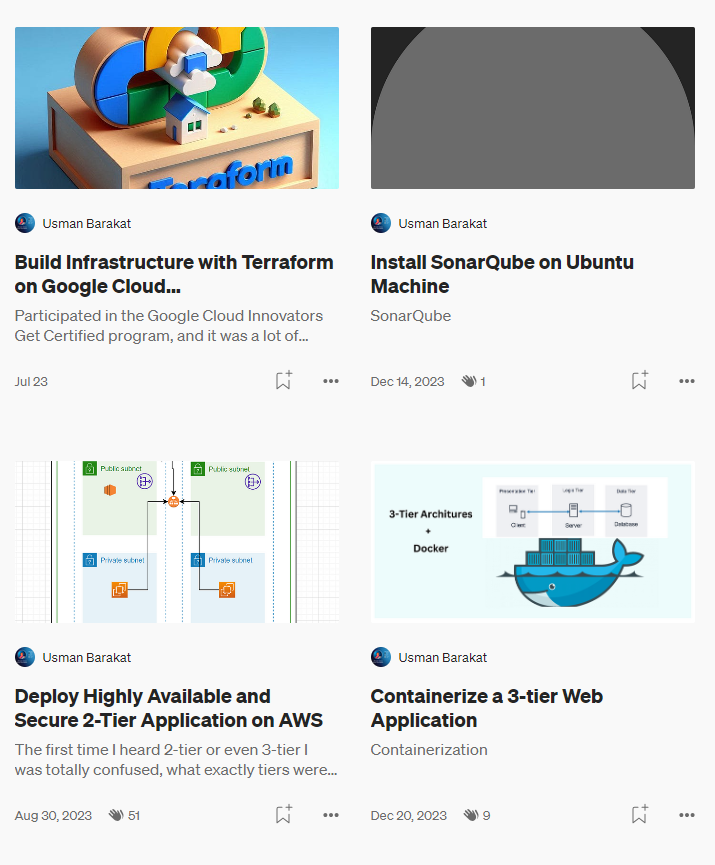 Terraform
Usman Barakat
Build Infrastructure with Terraform
on Google Cloud...
Participated in the Google Cloud Innovators
Get Certified program, and it was a lot of...
Jul 23
Usman Barakat
Install SonarQube on Ubuntu
Machine
SonarQube
Dec 14, 2023 1
Public subnet
Public subnet
Private subnet
Private subnet
Usman Barakat
Deploy Highly Available and
Secure 2-Tier Application on AWS
The first time I heard 2-tier or even 3-tier I
was totally confused, what exactly tiers were...
Aug 30, 2023 51
3-Tier Architures
+
Docker
Presentation Tier
Logic Tier
Data Tier
Client
Server
Database
Usman Barakat
Containerize a 3-tier Web
Application
Containerization
Dec 20, 2023 9